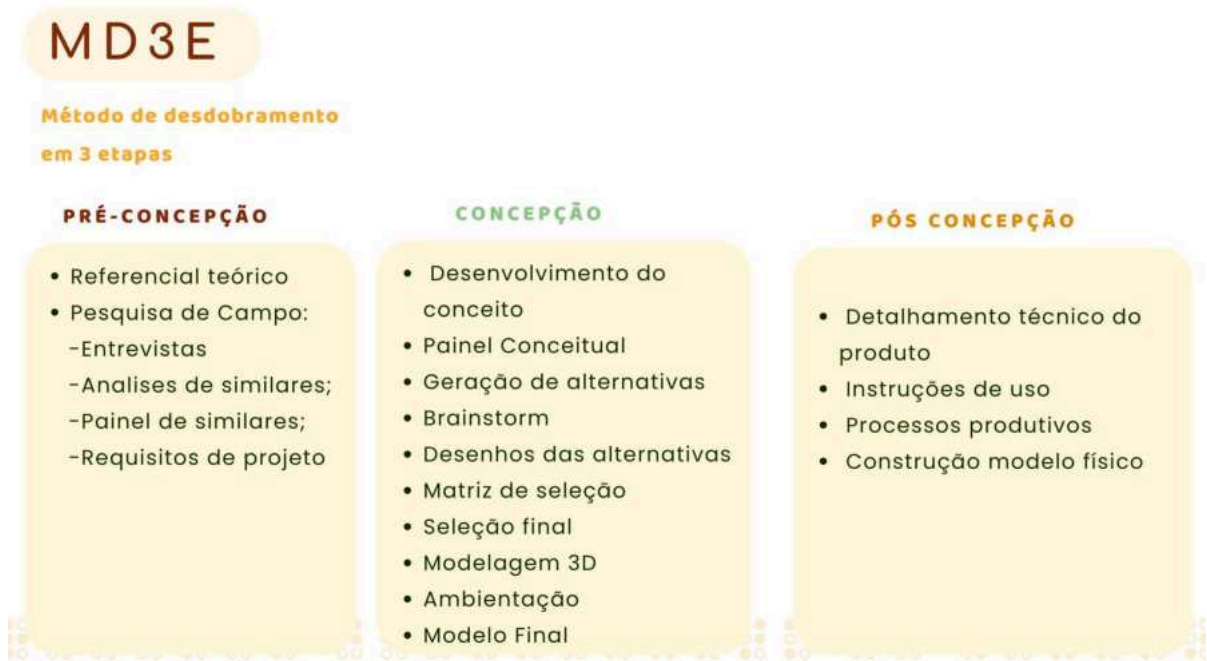 MD3E
Método de desdobramento
em 3 etapas
PRÉ-CONCEPÇÃO
• Referencial teórico
• Pesquisa de Campo:
-Entrevistas
-Analises de similares;
-Painel de similares;
-Requisitos de projeto
CONCEPÇÃO
• Desenvolvimento do
conceito
• Painel Conceitual
• Geração de alternativas
• Brainstorm
• Desenhos das alternativas
• Matriz de seleção
• Seleção final
• Modelagem 3D
• Ambientação
• Modelo Final
PÓS CONCEPÇÃO
• Detalhamento técnico do
produto
• Instruções de uso
• Processos produtivos
• Construção modelo físico